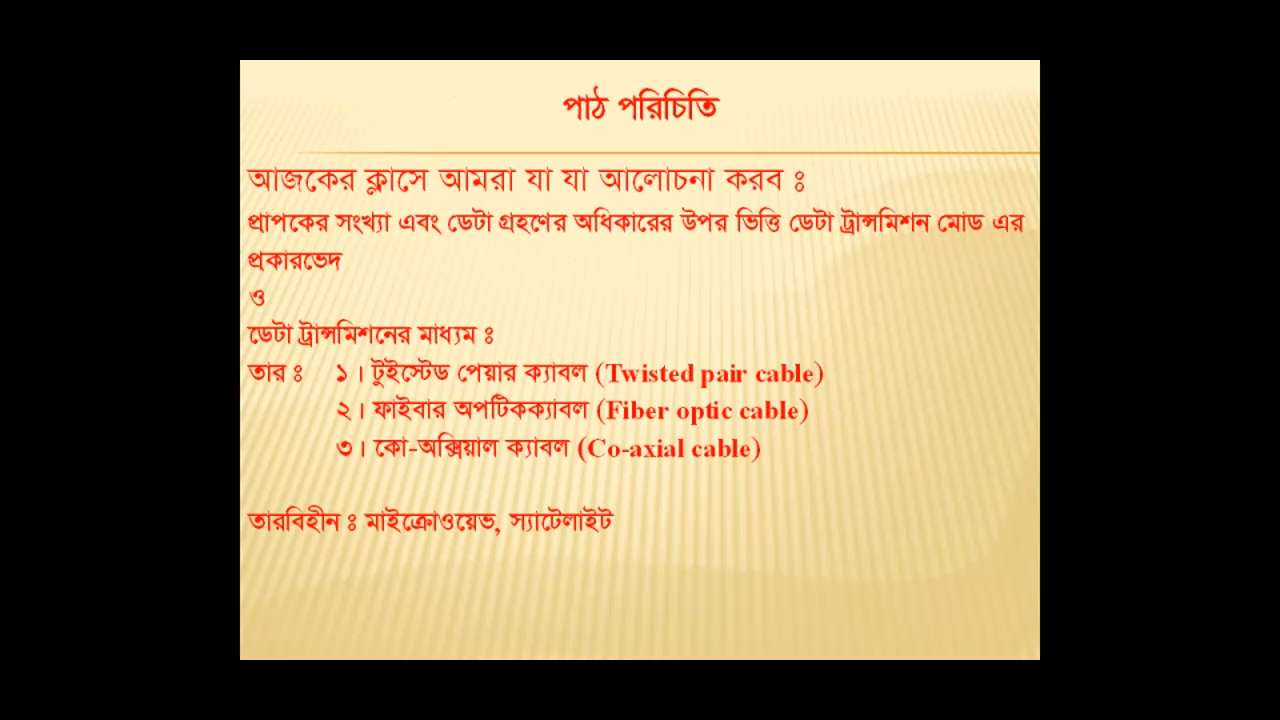 পাঠ পরিচিতি
আজকের ক্লাসে আমরা যা যা আলোচনা করব ঃ
প্রাপকের সংখ্যা এবং ডেটা গ্রহণের অধিকারের উপর ভিত্তি ডেটা ট্রান্সমিশন মোড এর
প্রকারভেদ
ও
ডেটা ট্রান্সমিশনের মাধ্যম ঃ
তার ঃ ১। টুইস্টেড পেয়ার ক্যাবল (Twisted pair cable)
২। ফাইবার অপটিকক্যাবল (Fiber optic cable)
৩। কো-অক্সিয়াল ক্যাবল (Co-axial cable)
তারবিহীন ঃ মাইক্রোওয়েভ, স্যাটেলাইট